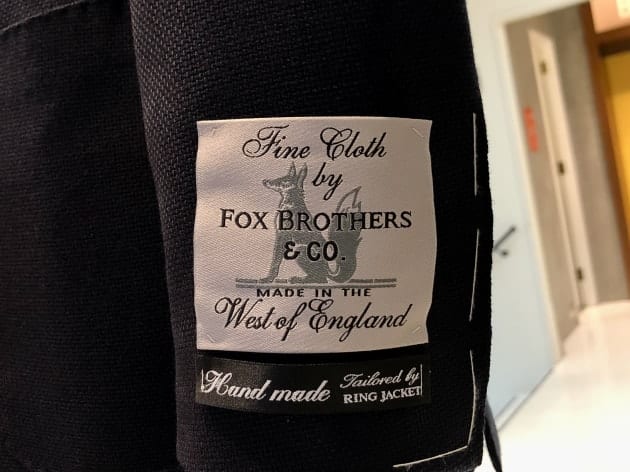 Fine Cloth
by
FOX BROTHERS
& CO.
MADE IN THE
West of England
Hand made Tailored by
RING JACKET